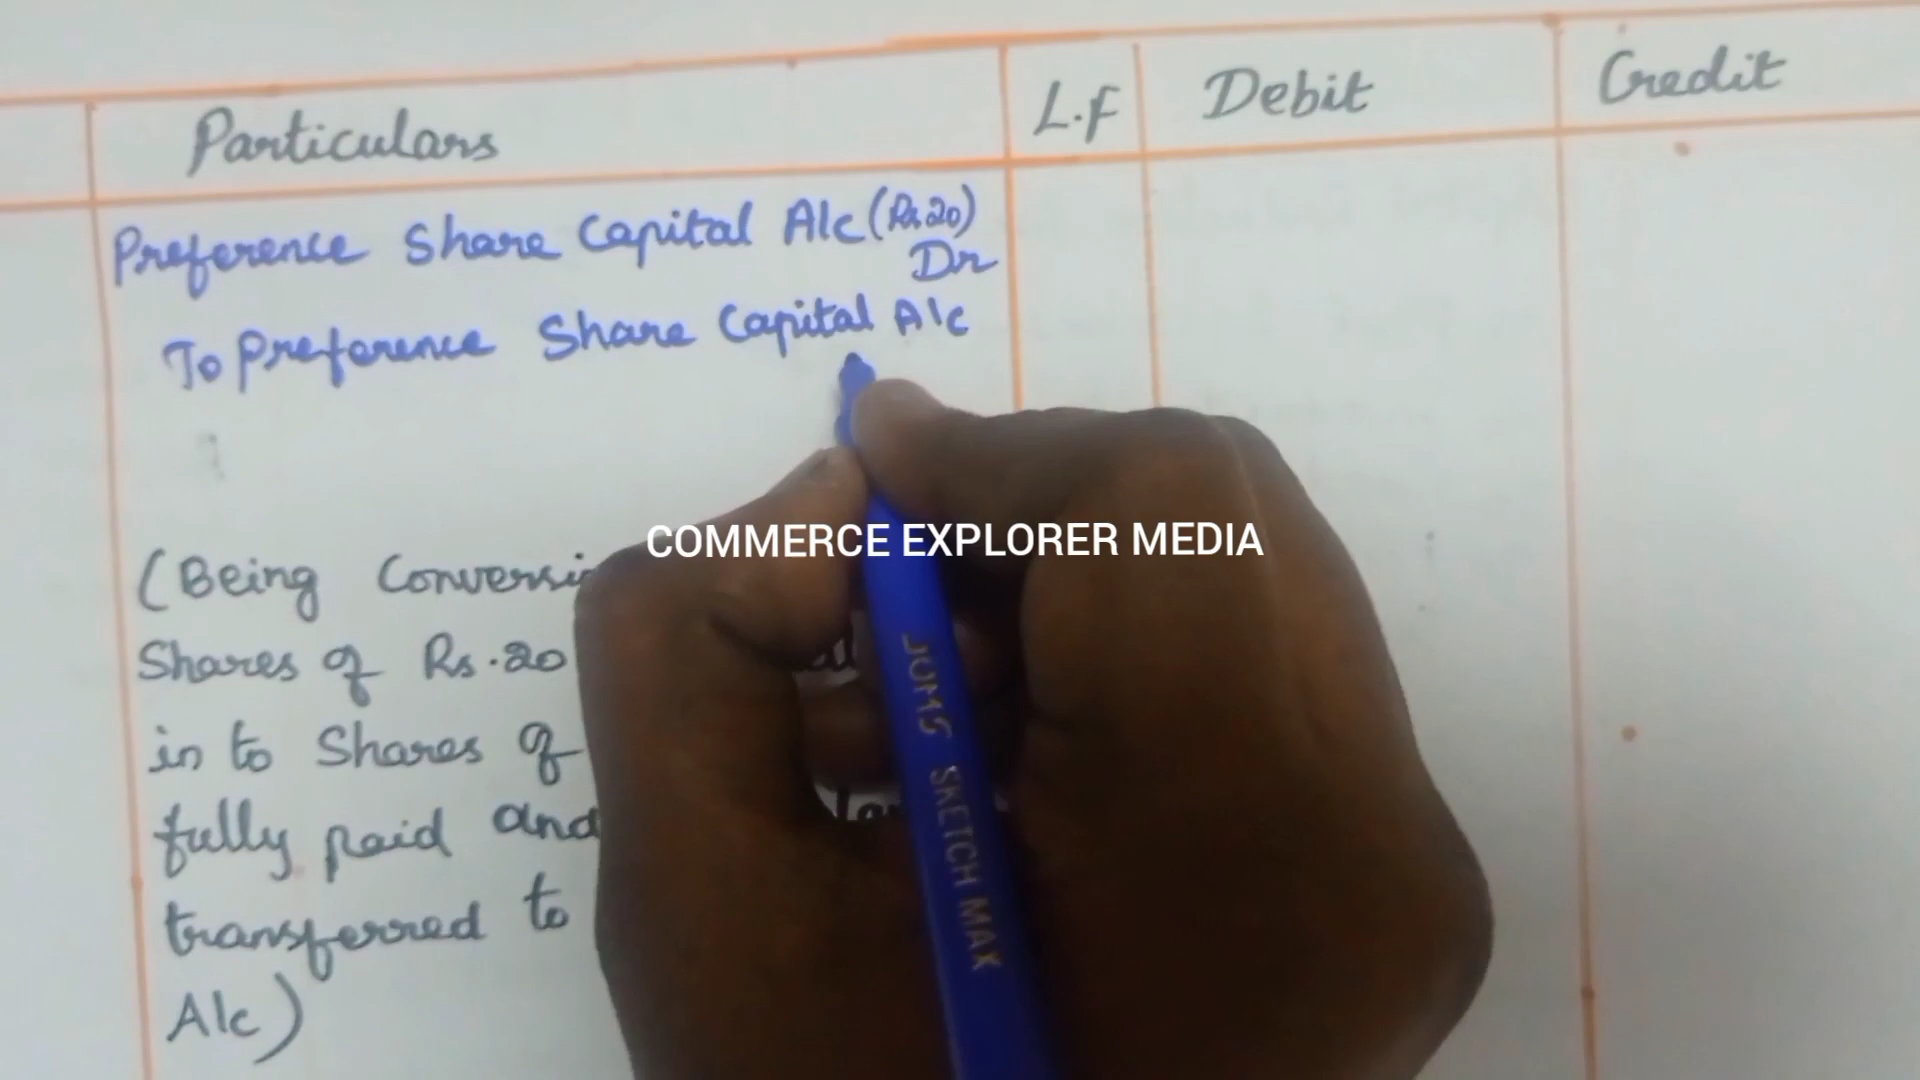 Particulars L.F Debit Credit
Preference Share Capital A/c (Rs.20)
Dr
To Preference Share Capital A/c
COMMERCE EXPLORER MEDIA
(Being
Shares of Rs.20
in to Shares of
fully paid and
transferred to
A/c)
JUMS SKETCH MAX